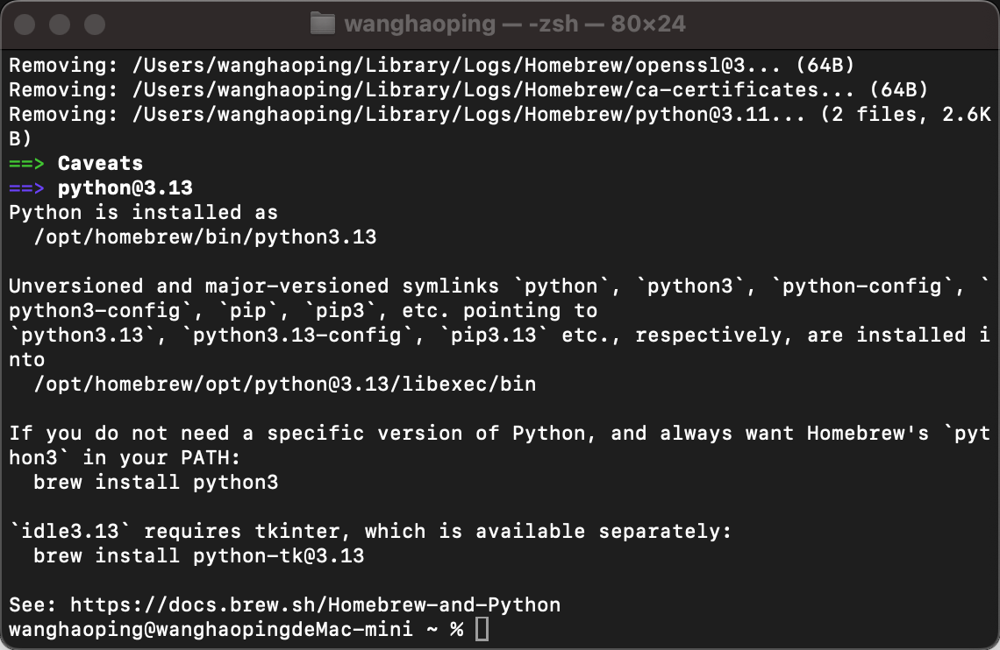 wanghaoping — -zsh — 80×24
Removing: /Users/wanghaoping/Library/Logs/Homebrew/openssl@3... (64B)
Removing: /Users/wanghaoping/Library/Logs/Homebrew/ca-certificates... (64B)
Removing: /Users/wanghaoping/Library/Logs/Homebrew/python@3.11... (2 files, 2.6K
B)
==> Caveats
==> python@3.13
Python is installed as
  /opt/homebrew/bin/python3.13

Unversioned and major-versioned symlinks `python`, `python3`, `python-config`, `
python3-config`, `pip`, `pip3`, etc. pointing to
`python3.13`, `python3.13-config`, `pip3.13` etc., respectively, are installed i
nto
  /opt/homebrew/opt/python@3.13/libexec/bin

If you do not need a specific version of Python, and always want Homebrew's `pyt
hon3` in your PATH:
  brew install python3

`idle3.13` requires tkinter, which is available separately:
  brew install python-tk@3.13

See: https://docs.brew.sh/Homebrew-and-Python
wanghaoping@wanghaopingdeMac-mini ~ %